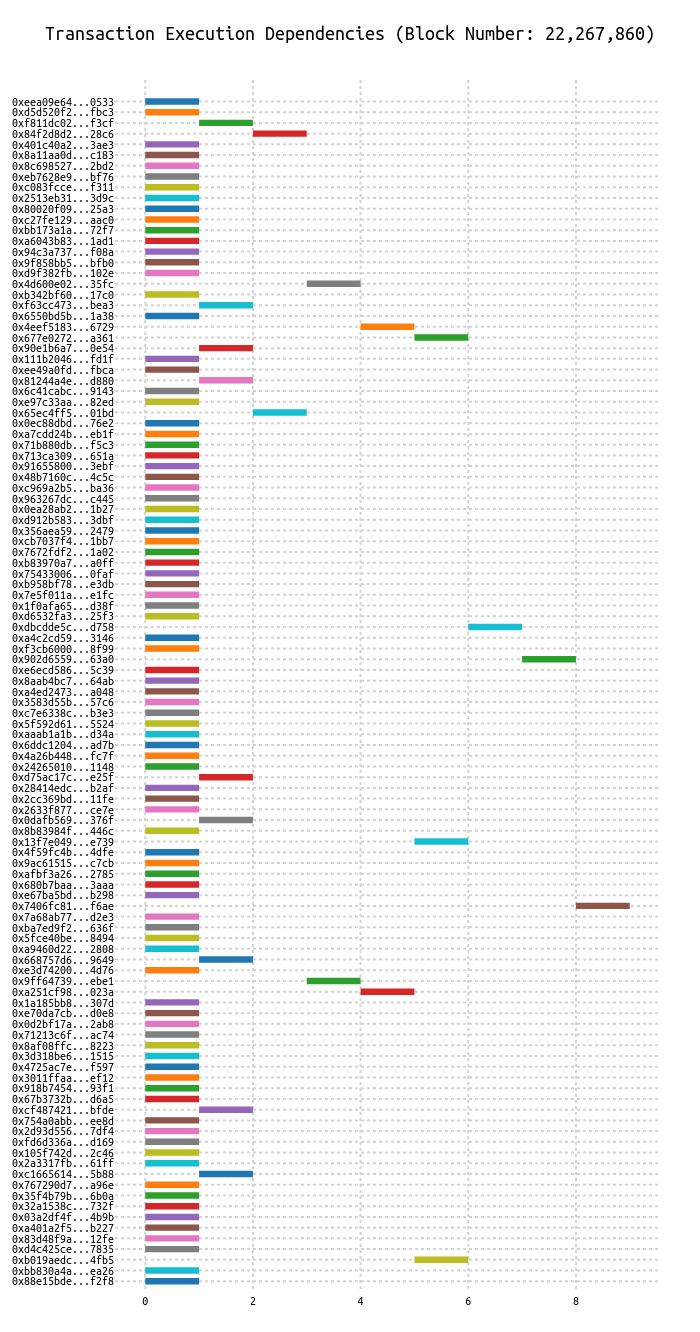 Transaction Execution Dependencies (Block Number: 22,267,860)
0xeea09e64...0533
0xd5d520f2...fbc3
0xf811dc02...f3cf
0x84f2d8d2...28c6
0x401c40a2...3ae3
0x8a11aa0d...c183
0x8c698527...2bd2
0xeb7628e9...bf76
0xc083fcce...f311
0x2513eb31...3d9c
0x80020f09...25a3
0xc27fe129...aac0
0xbb173a1a...72f7
0xa6043b83...1ad1
0x94c3a737...f08a
0x9f858bb5...bfb0
0xd9f382fb...102e
0x4d600e02...35fc
0xb342bf60...17c0
0xf63cc473...bea3
0x6550bd5b...1a38
0x4eef5183...6729
0x677e0272...a361
0x90e1b6a7...0e54
0x111b2046...fd1f
0xee49a0fd...fbca
0x81244a4e...d880
0x6c41cabc...9143
0xe97c33aa...82ed
0x65ec4ff5...01bd
0x0ec88dbd...76e2
0xa7cdd24b...eb1f
0x71b880db...f5c3
0x713ca309...651a
0x91655800...3ebf
0x48b7160c...4c5c
0xc969a2b5...ba36
0x963267dc...c445
0x0ea28ab2...1b27
0xd912b583...3dbf
0x356aea59...2479
0xcb7037f4...1bb7
0x7672fdf2...1a02
0xb83970a7...a0ff
0x75433006...0faf
0xb958bf78...e3db
0x7e5f011a...e1fc
0x1f0afa65...d38f
0xd6532fa3...25f3
0xdbcdde5c...d758
0xa4c2cd59...3146
0xf3cb6000...8f99
0x902d6559...63a0
0xe6ecd586...5c39
0x8aab4bc7...64ab
0xa4ed2473...a048
0x3583d55b...57c6
0xc7e6338c...b3e3
0x5f592d61...5524
0xaaab1a1b...d34a
0x6ddc1204...ad7b
0x4a26b448...fc7f
0x24265010...1148
0xd75ac17c...e25f
0x28414edc...b2af
0x2cc369bd...11fe
0x2633f877...ce7e
0x0dafb569...376f
0x8b83984f...446c
0x13f7e049...e739
0x4f59fc4b...4dfe
0x9ac61515...c7cb
0xafbf3a26...2785
0x680b7baa...3aaa
0xe67ba5bd...b298
0x7406fc81...f6ae
0x7a68ab77...d2e3
0xba7ed9f2...636f
0x5fce40be...8494
0xa9460d22...2808
0x668757d6...9649
0xe3d74200...4d76
0x9ff64739...ebe1
0xa251cf98...023a
0x1a185bb8...307d
0xe70da7cb...d0e8
0x0d2bf17a...2ab8
0x71213c6f...ac74
0x8af08ffc...8223
0x3d318be6...1515
0x4725ac7e...f597
0x3011ffaa...ef12
0x918b7454...93f1
0x67b3732b...d6a5
0xcf487421...bfde
0x754a0abb...ee8d
0x2d93d556...7df4
0xfd6d336a...d169
0x105f742d...2c46
0x2a3317fb...61ff
0xc1665614...5b88
0x767290d7...a96e
0x35f4b79b...6b0a
0x32a1538c...732f
0x03a2df4f...4b9b
0xa401a2f5...b227
0x83d48f9a...12fe
0xd4c425ce...7835
0xb019aedc...4fb5
0xbb830a4a...ea26
0x88e15bde...f2f8
0 2 4 6 8